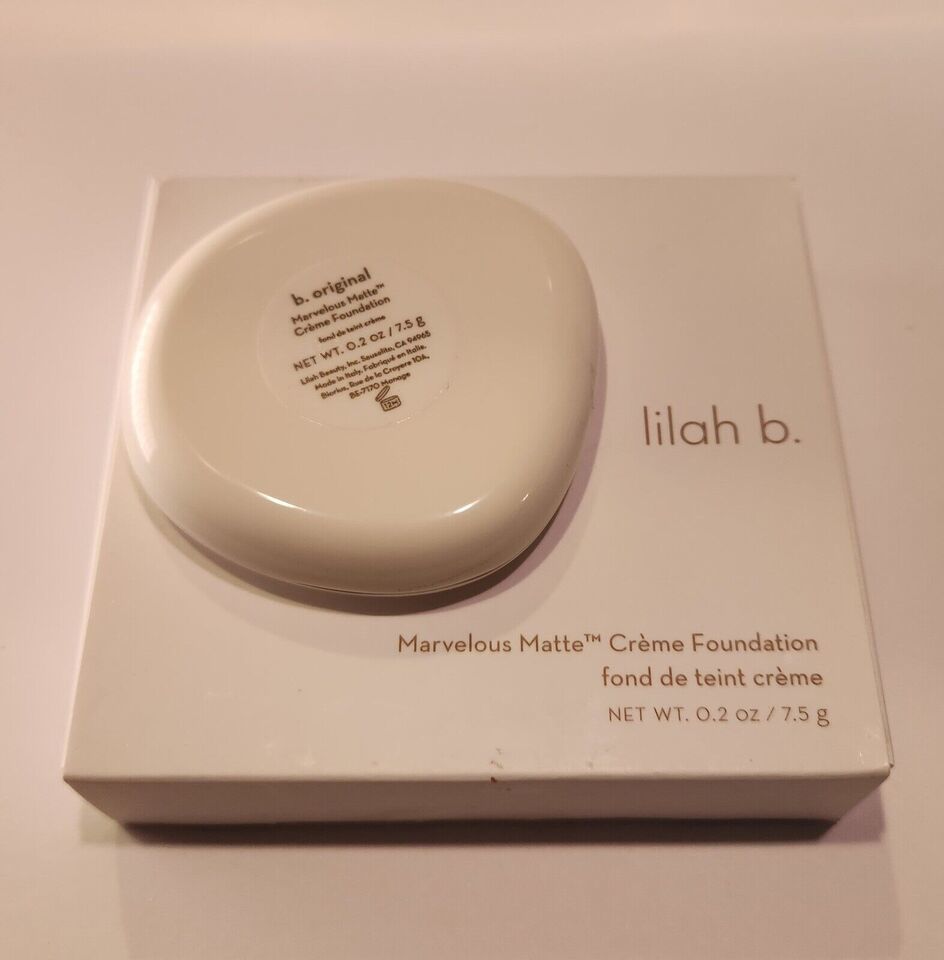 b. original
Marvelous Matte™
Crème Foundation
fond de teint crème
NET WT. 0.2 oz / 7.5 g
Lilah Beauty, Inc. Sausalito, CA 94965
Made in Italy. Fabriqué en Italie.
Biorius, Rue de la Croyere 10A,
BE-7170 Manage
12M
lilah b.
Marvelous Matte™ Crème Foundation
fond de teint crème
NET WT. 0.2 oz / 7.5 g